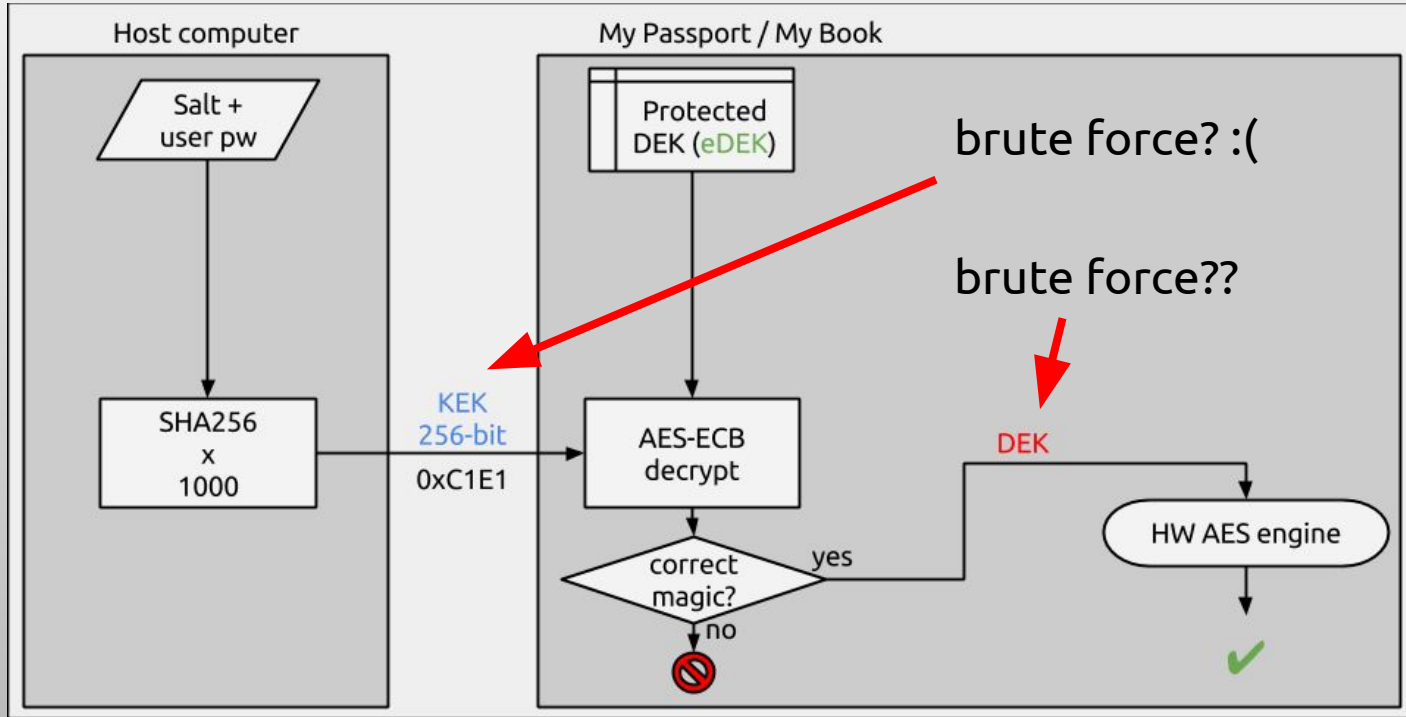 Host computer
My Passport / My Book
Salt +
user pw
Protected
DEK (eDEK)
brute force? :(
brute force??
SHA256
x
1000
KEK
256-bit
0xC1E1
AES-ECB
decrypt
DEK
HW AES engine
correct
magic?
yes
no